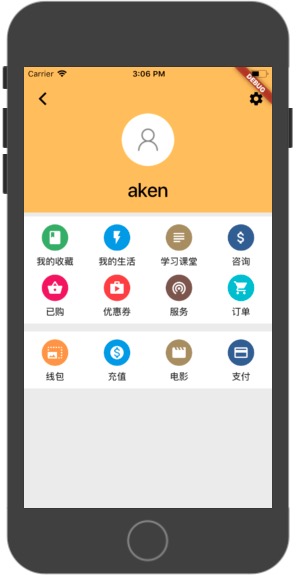 Carrier 3:06 PM
DEBUG
aken
我的收藏 我的生活 学习课堂 咨询
已购 优惠券 服务 订单
线包 充值 电影 支付